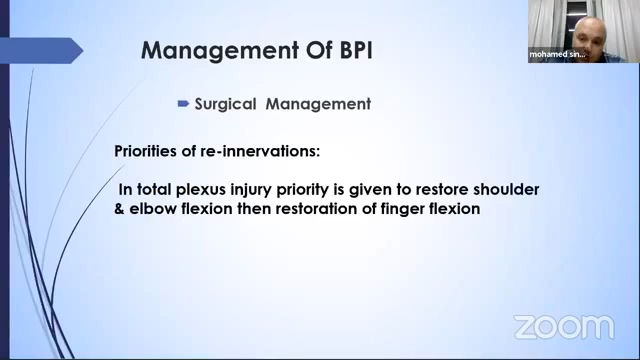 Management Of BPI
Surgical Management
Priorities of re-innervations:
In total plexus injury priority is given to restore shoulder
& elbow flexion then restoration of finger flexion
mohamed sin...
zoom